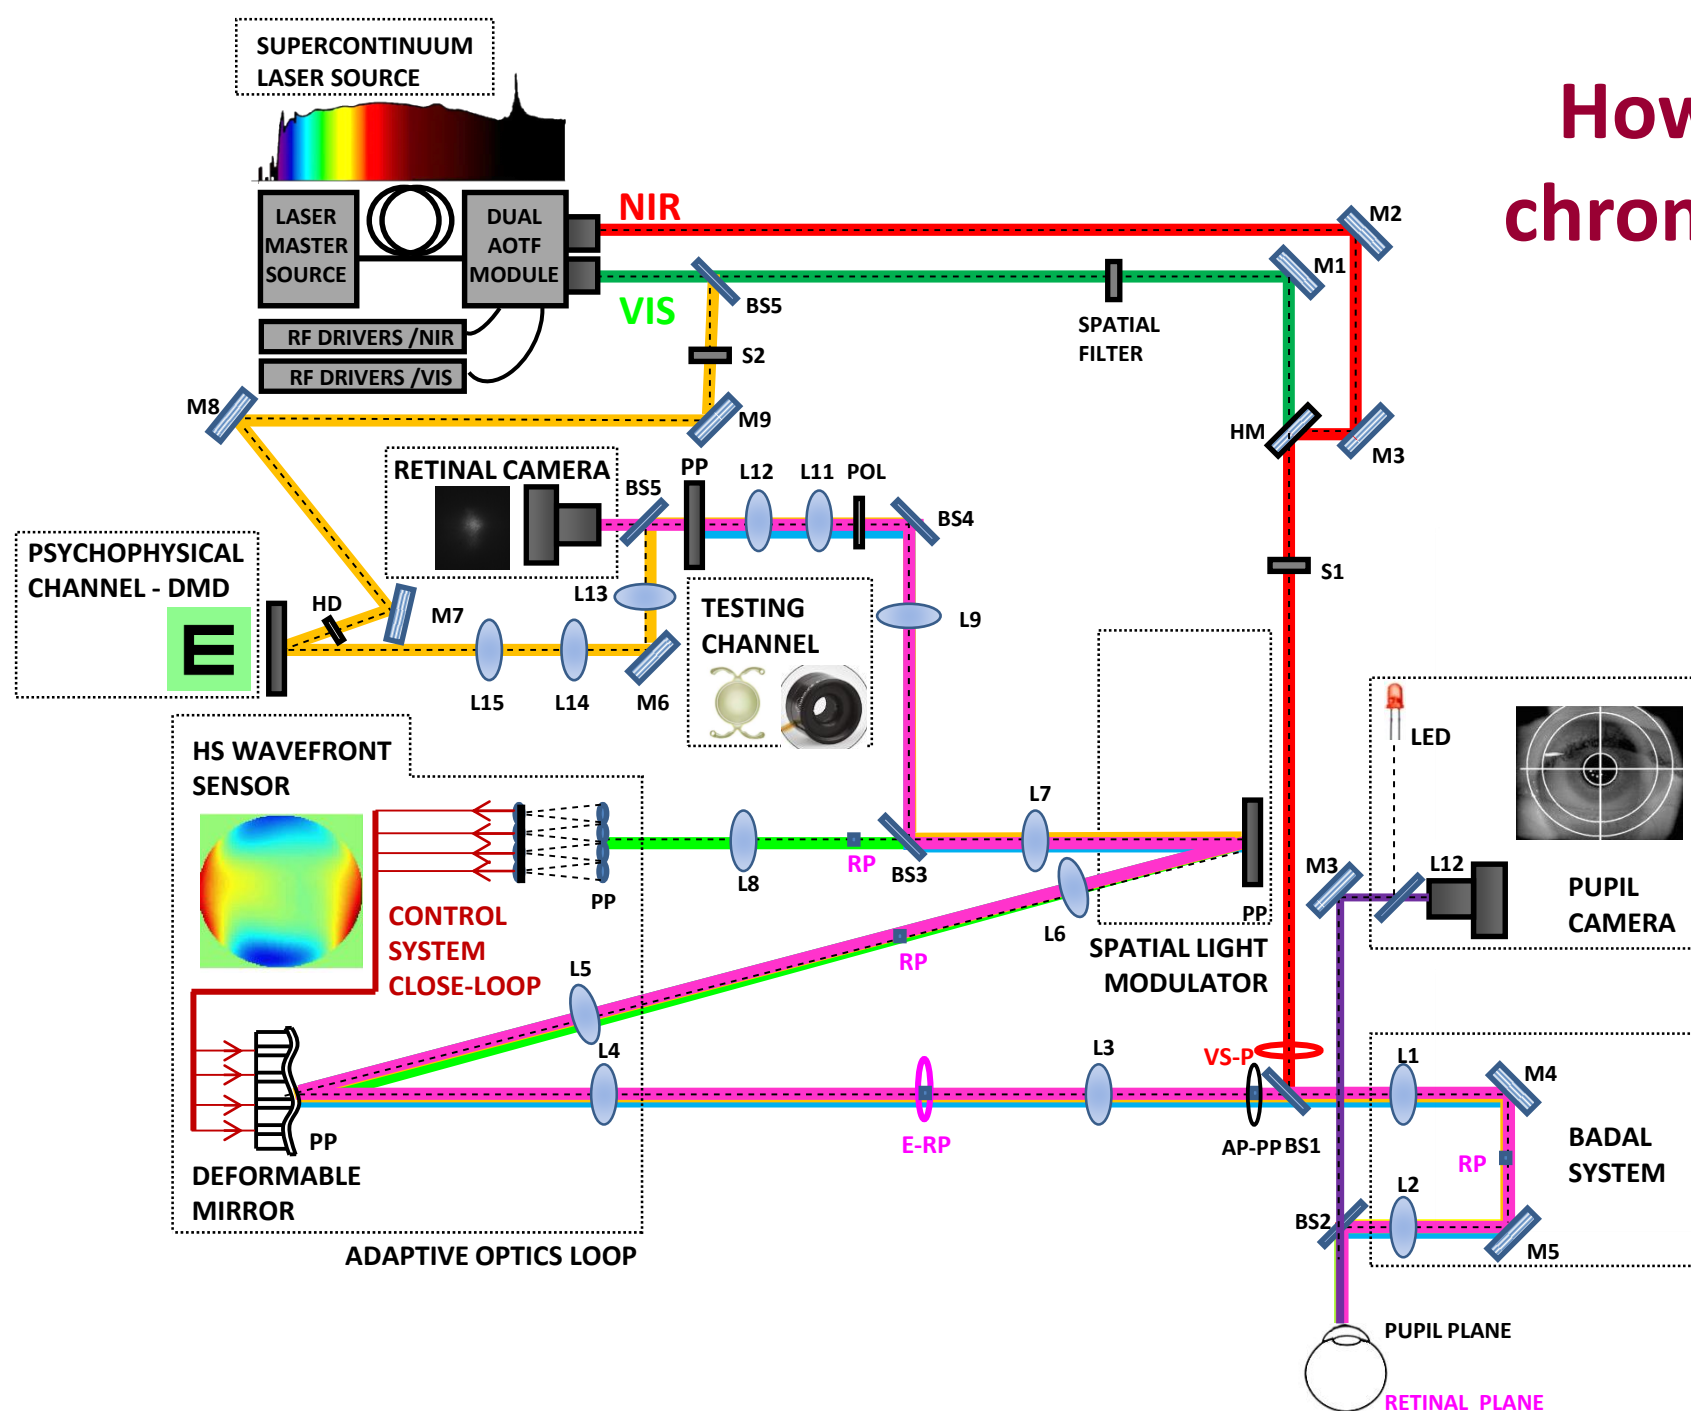 SUPERCONTINUUM
LASER SOURCE
How
chron
LASER
MASTER
SOURCE
DUAL
AOTF
MODULE
NIR
VIS
M2
M1
BS5
SPATIAL
FILTER
RF DRIVERS /NIR
RF DRIVERS /VIS
S2
M8
M9
HM
M3
RETINAL CAMERA
BS5
PP
L12
L11
POL
BS4
PSYCHOPHYSICAL
CHANNEL - DMD
E
HD
M7
L13
TESTING
CHANNEL
L9
S1
L15
L14
M6
LED
HS WAVEFRONT
SENSOR
L7
L8
RP
BS3
PP
L6
PP
M3
L12
PUPIL
CAMERA
CONTROL
SYSTEM
CLOSE-LOOP
RP
SPATIAL LIGHT
MODULATOR
L5
L4
L3
VS-P
L1
M4
PP
E-RP
AP-PP
BS1
BADAL
SYSTEM
RP
DEFORMABLE
MIRROR
L2
BS2
M5
ADAPTIVE OPTICS LOOP
PUPIL PLANE
RETINAL PLANE